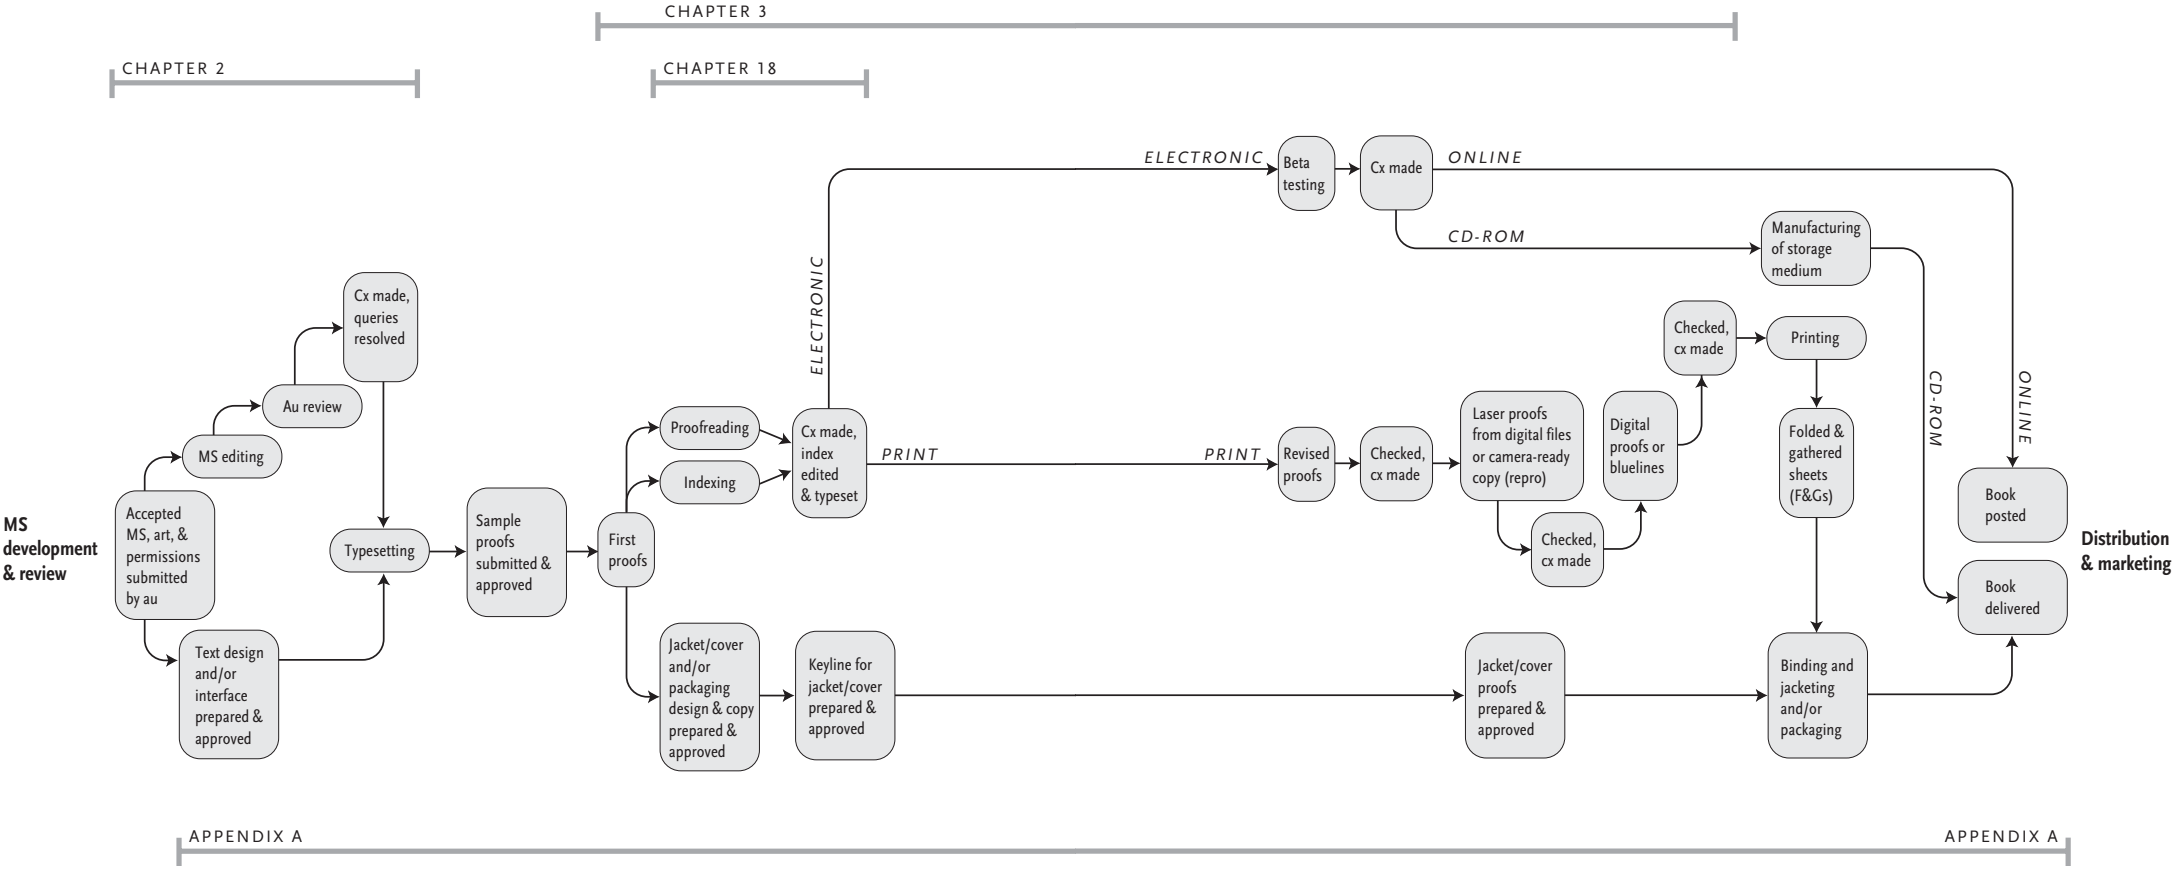 CHAPTER 3
CHAPTER 2
CHAPTER 18
MS
development
& review
Accepted
MS, art, &
permissions
submitted
by au
MS editing
Au review
Cx made,
queries
resolved
Text design
and/or
interface
prepared &
approved
Typesetting
Sample
proofs
submitted &
approved
First
proofs
Proofreading
Indexing
Cx made,
index
edited
& typeset
ELECTRONIC
ELECTRONIC
Beta
testing
Cx made
ONLINE
CD-ROM
Manufacturing
of storage
medium
PRINT
PRINT
Revised
proofs
Checked,
cx made
Laser proofs
from digital files
or camera-ready
copy (repro)
Checked,
cx made
Digital
proofs or
bluelines
Checked,
cx made
Printing
Folded &
gathered
sheets
(F&Gs)
CD-ROM
ONLINE
Jacket/cover
and/or
packaging
design & copy
prepared &
approved
Keyline for
jacket/cover
prepared &
approved
Jacket/cover
proofs
prepared &
approved
Binding and
jacketing
and/or
packaging
Book
posted
Book
delivered
Distribution
& marketing
APPENDIX A
APPENDIX A